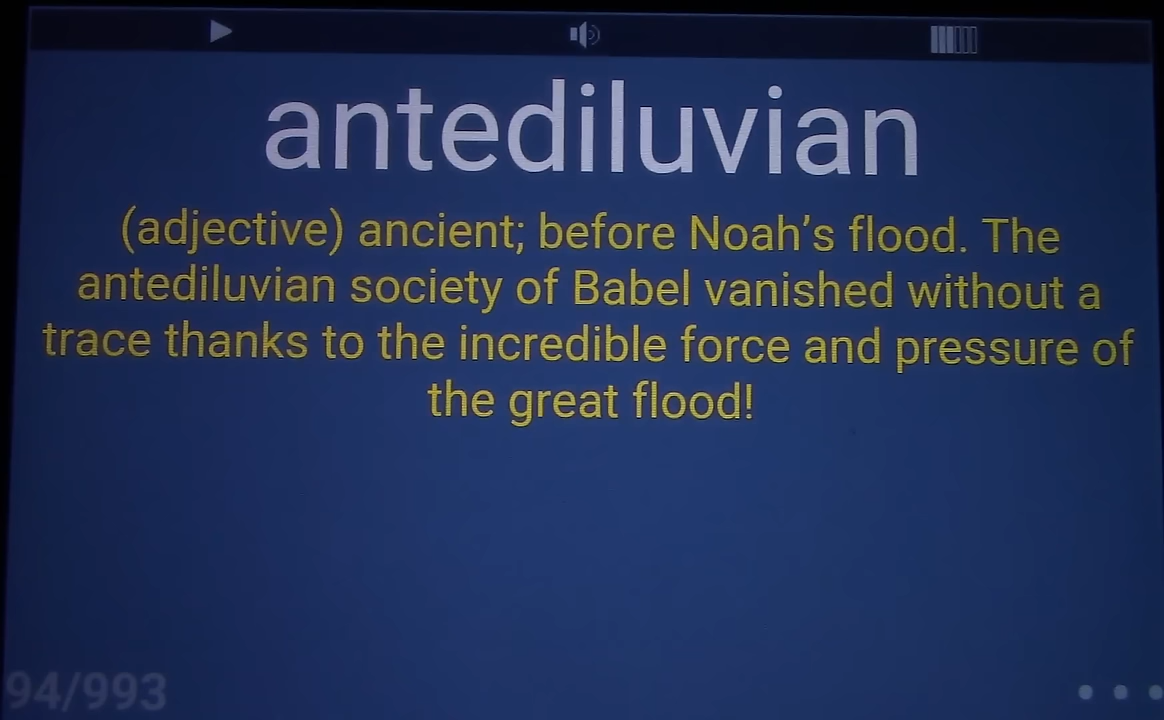 antediluvian
(adjective) ancient; before Noah's flood. The
antediluvian society of Babel vanished without a
trace thanks to the incredible force and pressure of
the great flood!
94/993